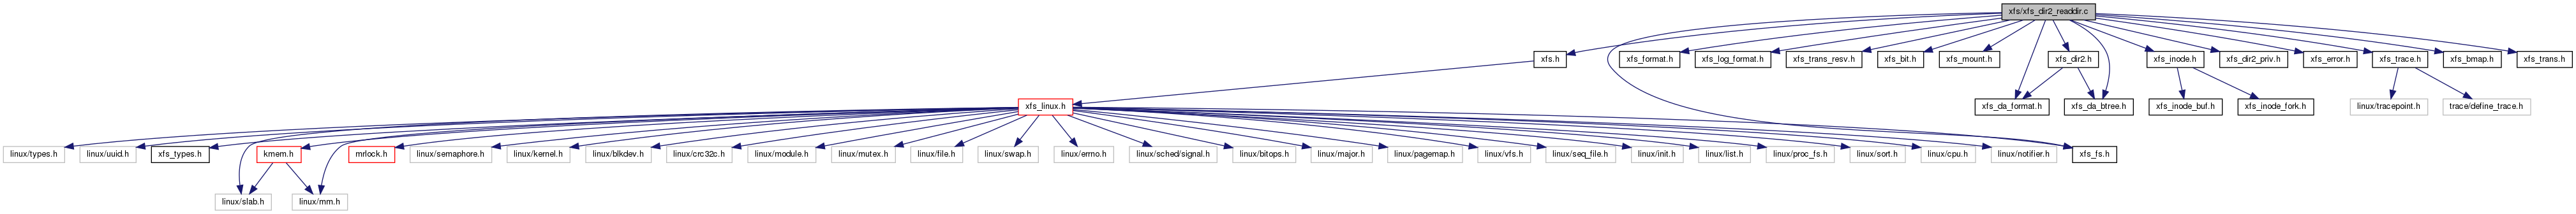 xfs/xfs_dir2_readdir.c
xfs.h
xfs_format.h
xfs_log_format.h
xfs_trans_resv.h
xfs_bit.h
xfs_mount.h
xfs_dir2.h
xfs_inode.h
xfs_dir2_priv.h
xfs_error.h
xfs_trace.h
xfs_bmap.h
xfs_trans.h
xfs_linux.h
xfs_da_format.h
xfs_da_btree.h
xfs_inode_buf.h
xfs_inode_fork.h
linux/tracepoint.h
trace/define_trace.h
linux/types.h
linux/uuid.h
xfs_types.h
kmem.h
mrlock.h
linux/semaphore.h
linux/kernel.h
linux/blkdev.h
linux/crc32c.h
linux/module.h
linux/mutex.h
linux/file.h
linux/swap.h
linux/errno.h
linux/sched/signal.h
linux/bitops.h
linux/major.h
linux/pagemap.h
linux/vfs.h
linux/seq_file.h
linux/init.h
linux/list.h
linux/proc_fs.h
linux/sort.h
linux/cpu.h
linux/notifier.h
xfs_fs.h
linux/slab.h
linux/mm.h